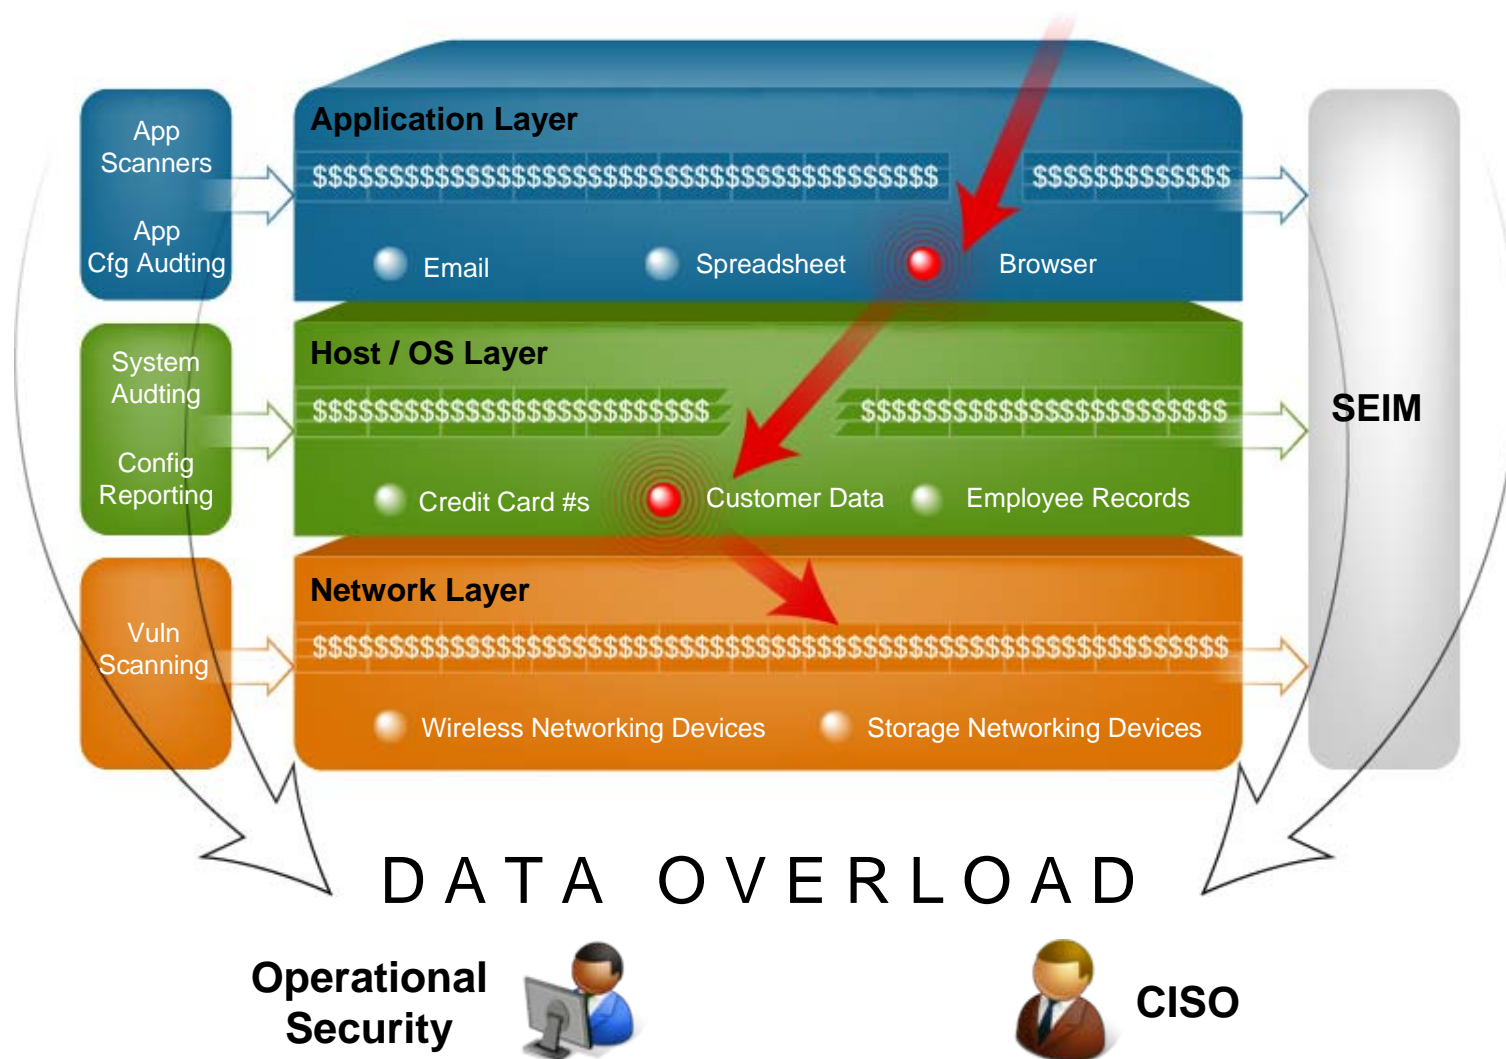 App
Scanners
App
Cfg Audting
Application Layer
$$$$$$$$$$$$$$$$$$$$$$$$$$$$$$$$$$$$$$$$$ $$$$$$$$$$$$$
Email
Spreadsheet
Browser
System
Audting
Config
Reporting
Host / OS Layer
$$$$$$$$$$$$$$$$$$$$$$$$$$ $$$$$$$$$$$$$$$$$$$$$$$$
Credit Card #s
Customer Data
Employee Records
Vuln
Scanning
Network Layer
$$$$$$$$$$$$$$$$$$$$$$$$$$$$$$$$$$$$$$$$$$$$$$$$$$$$$$$$$$$$
Wireless Networking Devices
Storage Networking Devices
SEIM
DATA OVERLOAD
Operational
Security
CISO